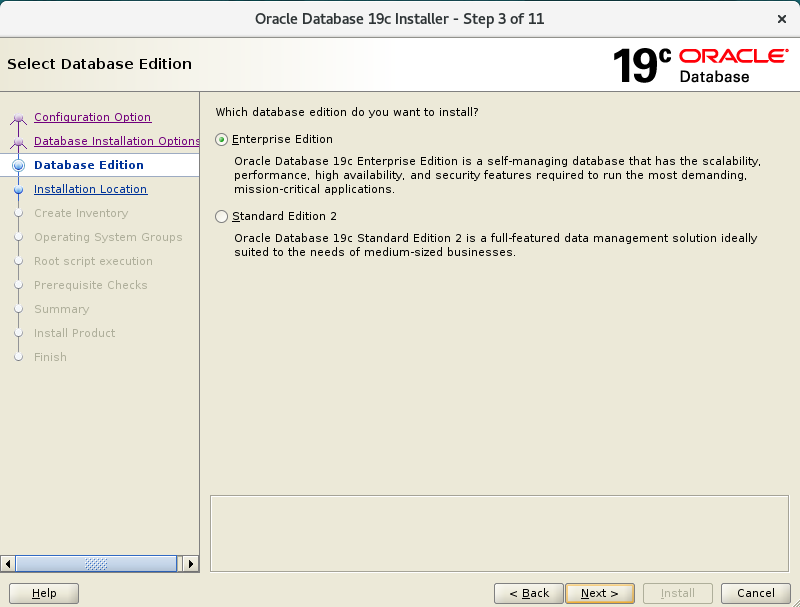 Oracle Database 19c Installer - Step 3 of 11
Select Database Edition
19c ORACLE
Database
Configuration Option
Database Installation Options
Database Edition
Installation Location
Create Inventory
Operating System Groups
Root script execution
Prerequisite Checks
Summary
Install Product
Finish
Which database edition do you want to install?
Enterprise Edition
Oracle Database 19c Enterprise Edition is a self-managing database that has the scalability,
performance, high availability, and security features required to run the most demanding,
mission-critical applications.
Standard Edition 2
Oracle Database 19c Standard Edition 2 is a full-featured data management solution ideally
suited to the needs of medium-sized businesses.
Help
< Back
Next >
Install
Cancel